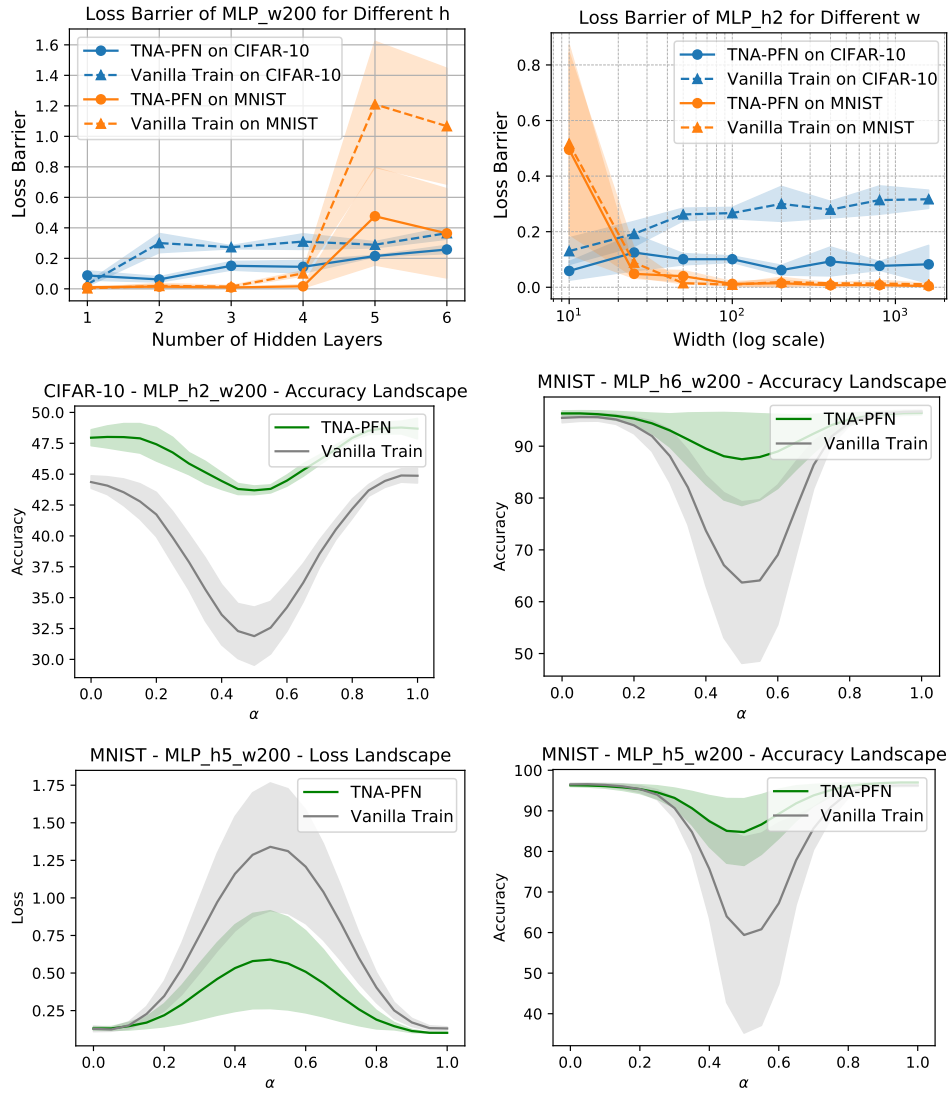 Loss Barrier of MLP_w200 for Different h
Loss Barrier
1.6
1.4
1.2
1.0
0.8
0.6
0.4
0.2
0.0
TNA-PFN on CIFAR-10
Vanilla Train on CIFAR-10
TNA-PFN on MNIST
Vanilla Train on MNIST
1 2 3 4 5 6
Number of Hidden Layers
Loss Barrier of MLP_h2 for Different w
Loss Barrier
0.8
0.6
0.4
0.2
0.0
TNA-PFN on CIFAR-10
Vanilla Train on CIFAR-10
TNA-PFN on MNIST
Vanilla Train on MNIST
10¹ 10² 10³
Width (log scale)
CIFAR-10 - MLP_h2_w200 - Accuracy Landscape
Accuracy
50.0
47.5
45.0
42.5
40.0
37.5
35.0
32.5
30.0
TNA-PFN
Vanilla Train
0.0 0.2 0.4 0.6 0.8 1.0
α
MNIST - MLP_h6_w200 - Accuracy Landscape
Accuracy
90
80
70
60
50
TNA-PFN
Vanilla Train
0.0 0.2 0.4 0.6 0.8 1.0
α
MNIST - MLP_h5_w200 - Loss Landscape
Loss
1.75
1.50
1.25
1.00
0.75
0.50
0.25
TNA-PFN
Vanilla Train
0.0 0.2 0.4 0.6 0.8 1.0
α
MNIST - MLP_h5_w200 - Accuracy Landscape
Accuracy
100
90
80
70
60
50
40
TNA-PFN
Vanilla Train
0.0 0.2 0.4 0.6 0.8 1.0
α